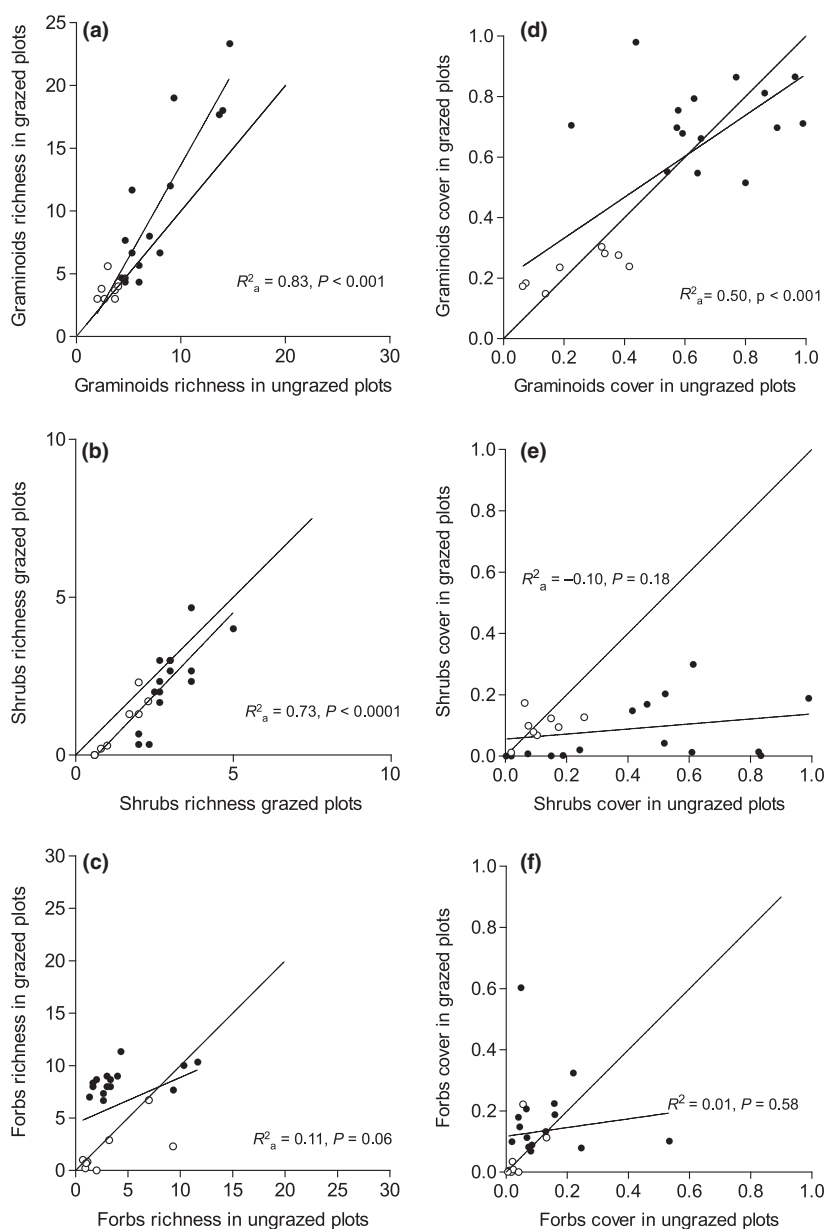 (a)
Graminoids richness in grazed plots
25
20
15
10
5
0
R²ₐ = 0.83, P < 0.001
0 10 20 30
Graminoids richness in ungrazed plots
(d)
Graminoids cover in grazed plots
1.0
0.8
0.6
0.4
0.2
0.0
R²ₐ= 0.50, p < 0.001
0.0 0.2 0.4 0.6 0.8 1.0
Graminoids cover in ungrazed plots
(b)
Shrubs richness grazed plots
10
5
0
R²ₐ = 0.73, P < 0.0001
0 5 10
Shrubs richness grazed plots
(e)
Shrubs cover in grazed plots
1.0
0.8
0.6
0.4
0.2
0.0
R²ₐ = –0.10, P = 0.18
0.0 0.2 0.4 0.6 0.8 1.0
Shrubs cover in ungrazed plots
(c)
Forbs richness in grazed plots
30
25
20
15
10
5
0
R²ₐ = 0.11, P = 0.06
0 5 10 15 20 25 30
Forbs richness in ungrazed plots
(f)
Forbs cover in grazed plots
1.0
0.8
0.6
0.4
0.2
0.0
R² 0.01, P = 0.58
0.0 0.2 0.4 0.6 0.8 1.0
Forbs cover in ungrazed plots